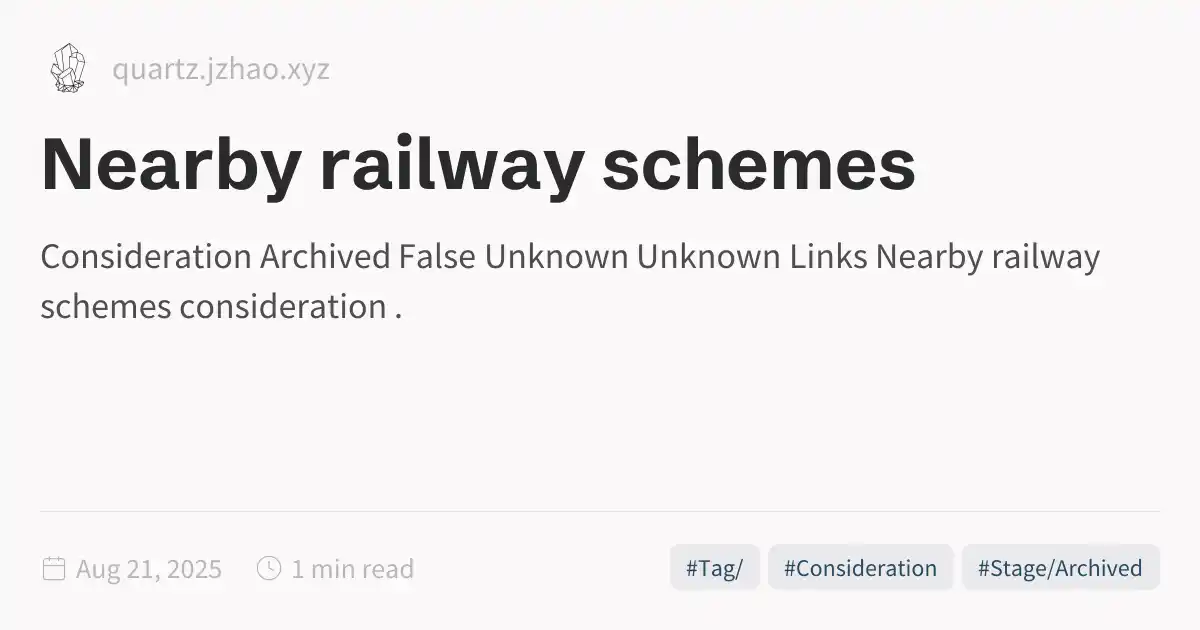 quartz.jzhao.xyz
Nearby railway schemes
Consideration Archived False Unknown Unknown Links Nearby railway
schemes consideration .
Aug 21, 2025 1 min read #Tag/ #Consideration #Stage/Archived